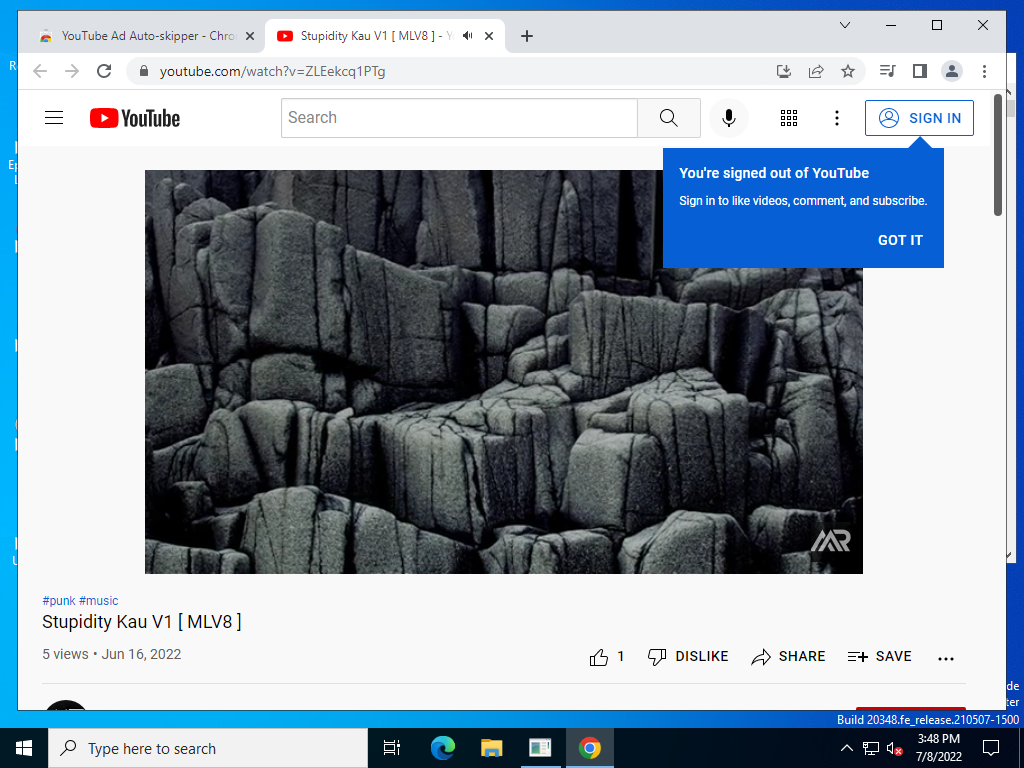 YouTube Ad Auto-skipper - Chro
Stupidity Kau V1 [ MLV8 ] - Y
youtube.com/watch?v=ZLEekcq1PTg
YouTube
Search
SIGN IN
You're signed out of YouTube
Sign in to like videos, comment, and subscribe.
GOT IT
MR
#punk #music
Stupidity Kau V1 [ MLV8 ]
5 views • Jun 16, 2022
1 DISLIKE SHARE SAVE
Build 20348.fe_release.210507-1500
Type here to search
3:48 PM
7/8/2022